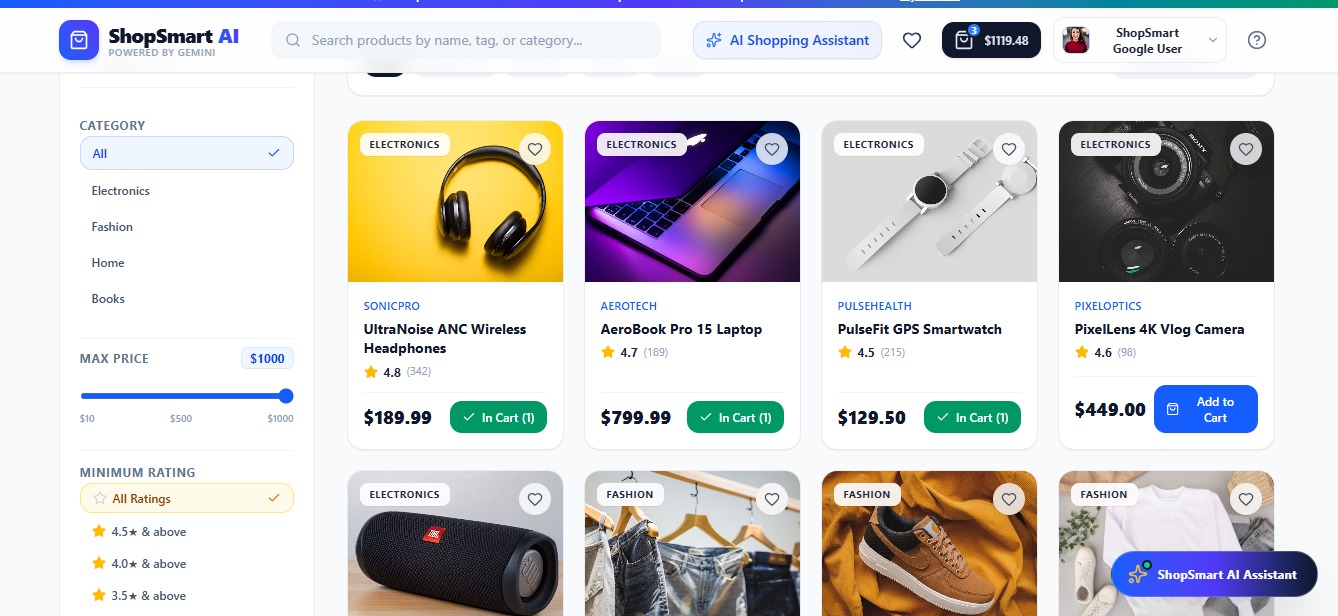 ShopSmart AI
POWERED BY GEMINI
Search products by name, tag, or category...
AI Shopping Assistant
3
$1119.48
ShopSmart
Google User
CATEGORY
All
Electronics
Fashion
Home
Books
MAX PRICE
$1000
$10
$500
$1000
MINIMUM RATING
All Ratings
4.5★ & above
4.0★ & above
3.5★ & above
ELECTRONICS
SONICPRO
UltraNoise ANC Wireless
Headphones
4.8 (342)
$189.99
In Cart (1)
ELECTRONICS
AEROTECH
AeroBook Pro 15 Laptop
4.7 (189)
$799.99
In Cart (1)
ELECTRONICS
PULSEHEALTH
PulseFit GPS Smartwatch
4.5 (215)
$129.50
In Cart (1)
ELECTRONICS
SONY
PIXELOPTICS
PixelLens 4K Vlog Camera
4.6 (98)
$449.00
Add to
Cart
ELECTRONICS
JBL
FASHION
FASHION
FASHION
ShopSmart AI Assistant